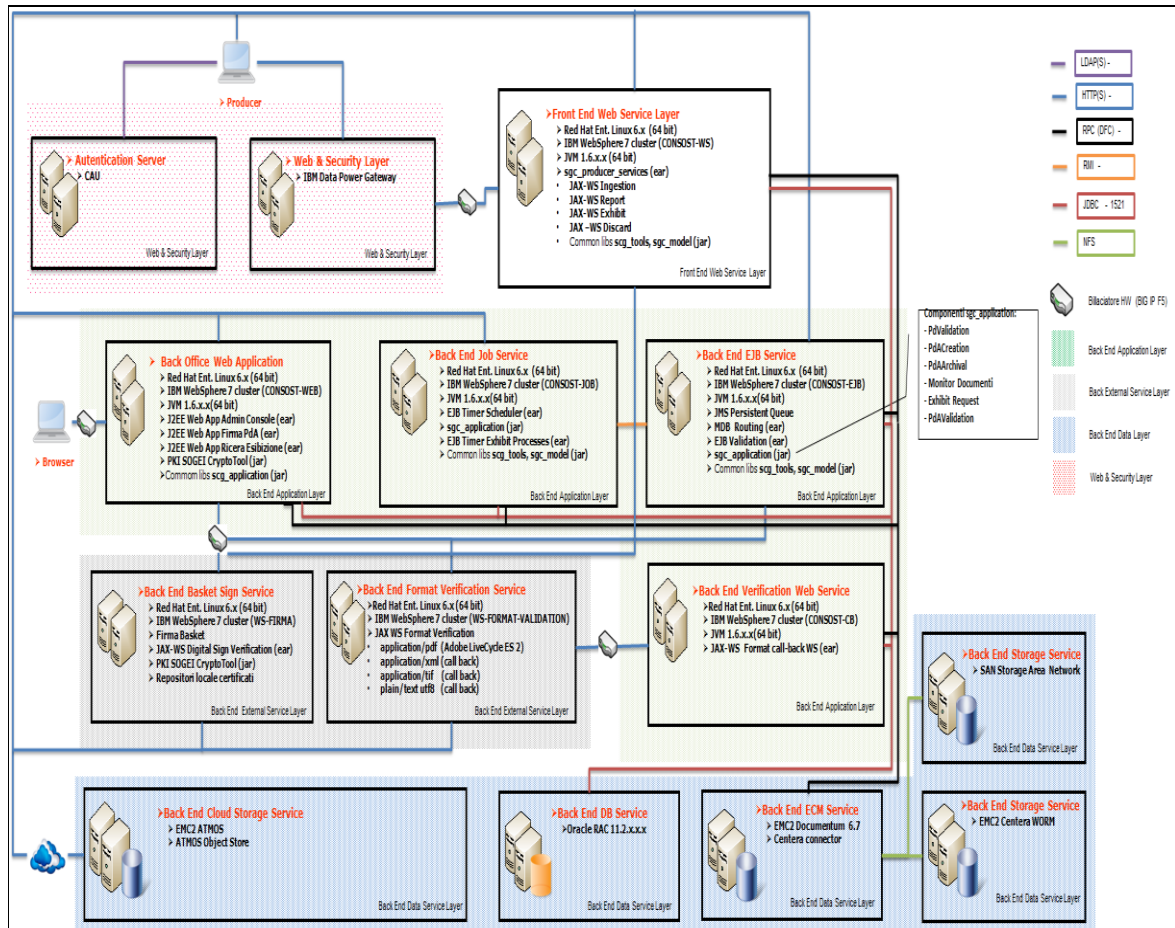 ➢ Producer
➢ Autentication Server
➢ CAU
Web & Security Layer
➢ Web & Security Layer
➢ IBM Data Power Gateway
Web & Security Layer
➢Front End Web Service Layer
➢ Red Hat Ent. Linux 6.x (64 bit)
➢ IBM WebSphere 7 cluster (CONSOST-WS)
➢ JVM 1.6.x.x (64 bit)
➢ sgc_producer_services (ear)
• JAX-WS Ingestion
• JAX-WS Report
• JAX-WS Exhibit
• JAX –WS Discard
• Common libs scg_tools, sgc_model (jar)
Front End Web Service Layer
LDAP(S) -
HTTP(S) -
RPC (DFC) -
RMI -
JDBC - 1521
NFS
Bilaciatore HW (BIG IP F5)
Back End Application Layer
Back External Service Layer
Back End Data Layer
Web & Security Layer
➢ Browser
➢ Back Office Web Application
➢ Red Hat Ent. Linux 6.x (64 bit)
➢ IBM WebSphere 7 cluster (CONSOST-WEB)
➢ JVM 1.6.x.x(64 bit)
➢ J2EE Web App Admin Console (ear)
➢ J2EE Web App Firma PdA (ear)
➢ J2EE Web App Ricera Esibizione (ear)
➢ PKI SOGEI CryptoTool (jar)
➢Common libs scg_application (jar)
Back End Application Layer
➢Back End Job Service
➢ Red Hat Ent. Linux 6.x (64 bit)
➢ IBM WebSphere 7 cluster (CONSOST-JOB)
➢ JVM 1.6.x.x(64 bit)
➢ EJB Timer Scheduler (ear)
➢ sgc_application (jar)
➢ EJB Timer Exhibit Processes (ear)
➢ Common libs scg_tools, sgc_model (jar)
Back End Application Layer
➢Back End EJB Service
➢ Red Hat Ent. Linux 6.x (64 bit)
➢ IBM WebSphere 7 cluster (CONSOST-EJB)
➢ JVM 1.6.x.x(64 bit)
➢ JMS Persistent Queue
➢ MDB Routing (ear)
➢ EJB Validation (ear)
➢ sgc_application (jar)
➢ Common libs scg_tools, sgc_model (jar)
Back End Application Layer
Componenti sgc_application:
- PdValidation
- PdACreation
- PdAArchival
- Monitor Documenti
- Exhibit Request
- PdAValidation
➢Back End Basket Sign Service
➢ Red Hat Ent. Linux 6.x (64 bit)
➢ IBM WebSphere 7 cluster (WS-FIRMA)
➢ Firma Basket
➢ JAX-WS Digital Sign Verification (ear)
➢ PKI SOGEI CryptoTool (jar)
➢ Repositori locale certificati
Back End External Service Layer
➢Back End Format Verification Service
➢Red Hat Ent. Linux 6.x (64 bit)
➢ IBM WebSphere 7 cluster (WS-FORMAT-VALIDATION)
➢ JAX WS Format Verification
• application/pdf (Adobe LiveCycle ES 2)
• application/xml (call back)
• application/tif (call back)
• plain/text utf8 (call back)
Back End External Service Layer
➢Back End Verification Web Service
➢ Red Hat Ent. Linux 6.x (64 bit)
➢ IBM WebSphere 7 cluster (CONSOST-CB)
➢ JVM 1.6.x.x(64 bit)
➢ JAX-WS Format call-back WS (ear)
Back End Application Layer
➢Back End Storage Service
➢ SAN Storage Area Network
Back End Data Service Layer
➢Back End Cloud Storage Service
➢ EMC2 ATMOS
➢ ATMOS Object Store
Back End Data Service Layer
➢Back End DB Service
➢Oracle RAC 11.2.x.x.x
Back End Data Service Layer
➢Back End ECM Service
➢ EMC2 Documentum 6.7
➢ Centera connector
Back End Data Service Layer
➢Back End Storage Service
➢ EMC2 Centera WORM
Back End Data Service Layer